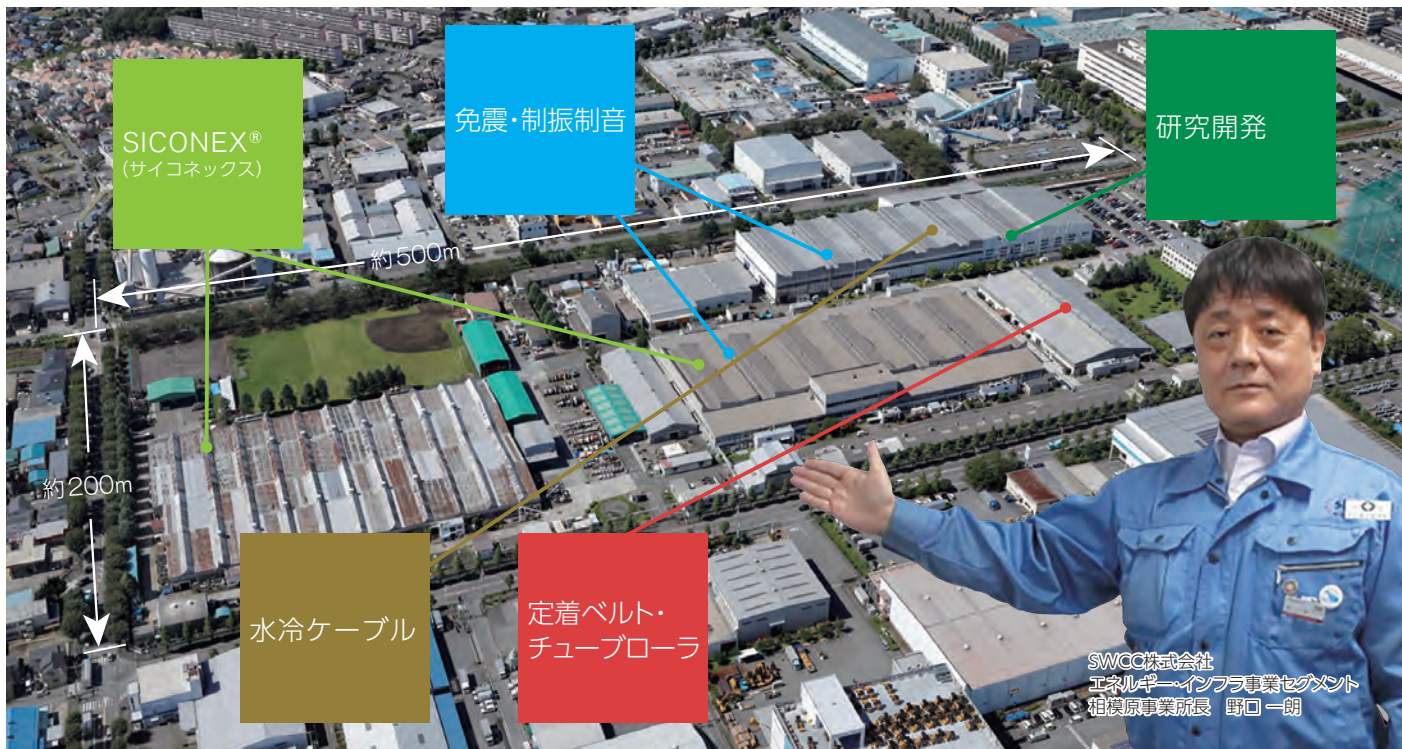 SICONEX®
(サイコネックス)
免震・制振制音
研究開発
約500m
約200m
水冷ケーブル
定着ベルト・
チューブローラ
SWCC株式会社
エネルギー・インフラ事業セグメント
相模原事業所長 野口 一朗